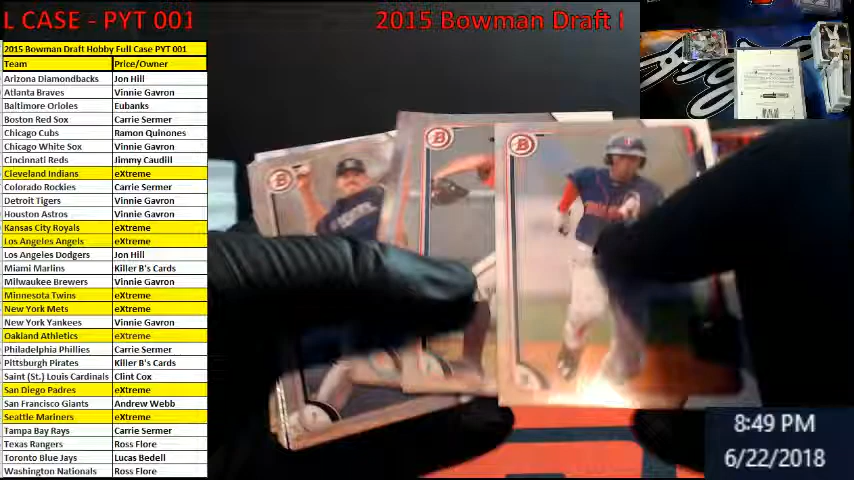 L CASE - PYT 001
2015 Bowman Draft
2015 Bowman Draft Hobby Full Case PYT 001
Team Price/Owner
Arizona Diamondbacks Jon Hill
Atlanta Braves Vinnie Gavron
Baltimore Orioles Eubanks
Boston Red Sox Carrie Sermer
Chicago Cubs Ramon Quinones
Chicago White Sox Vinnie Gavron
Cincinnati Reds Jimmy Caudill
Cleveland Indians eXtreme
Colorado Rockies Carrie Sermer
Detroit Tigers Vinnie Gavron
Houston Astros Vinnie Gavron
Kansas City Royals eXtreme
Los Angeles Angels eXtreme
Los Angeles Dodgers Jon Hill
Miami Marlins Killer B's Cards
Milwaukee Brewers Vinnie Gavron
Minnesota Twins eXtreme
New York Mets eXtreme
New York Yankees Vinnie Gavron
Oakland Athletics eXtreme
Philadelphia Phillies Carrie Sermer
Pittsburgh Pirates Killer B's Cards
Saint (St.) Louis Cardinals Clint Cox
San Diego Padres eXtreme
San Francisco Giants Andrew Webb
Seattle Mariners eXtreme
Tampa Bay Rays Carrie Sermer
Texas Rangers Ross Flore
Toronto Blue Jays Lucas Bedell
Washington Nationals Ross Flore
B
B
B
8:49 PM
6/22/2018